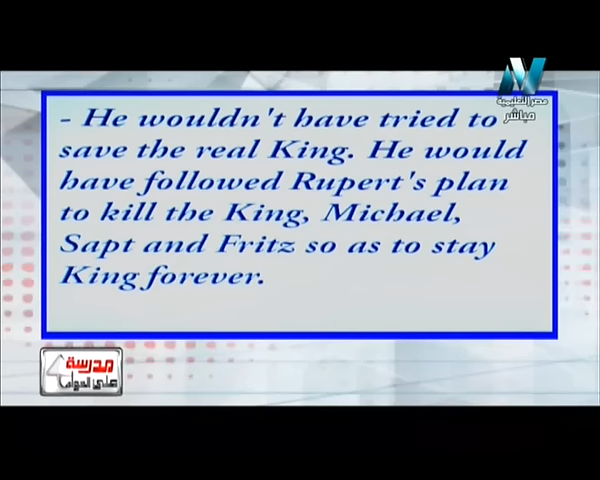 مصر التعليمية
مباشر
- He wouldn't have tried to
save the real King. He would
have followed Rupert's plan
to kill the King, Michael,
Sapt and Fritz so as to stay
King forever.
مدرسة
على الهواء